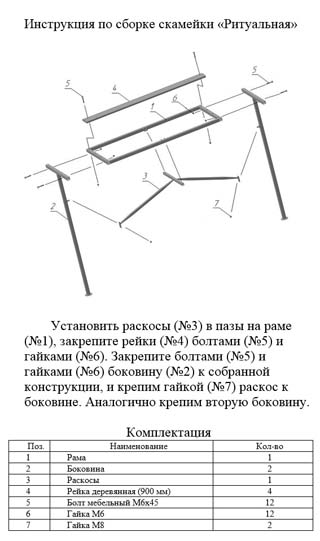 Инструкция по сборке скамейки «Ритуальная»
5
4
1
6
5
3
2
7
Установить раскосы (№3) в пазы на раме
(№1), закрепите рейки (№4) болтами (№5) и
гайками (№6). Закрепите болтами (№5) и
гайками (№6) боковину (№2) к собранной
конструкции, и крепим гайкой (№7) раскос к
боковине. Аналогично крепим вторую боковину.
Комплектация
Поз. Наименование Кол-во
1 Рама 1
2 Боковина 2
3 Раскосы 1
4 Рейка деревянная (900 мм) 4
5 Болт мебельный М6х45 12
6 Гайка М6 12
7 Гайка М8 2